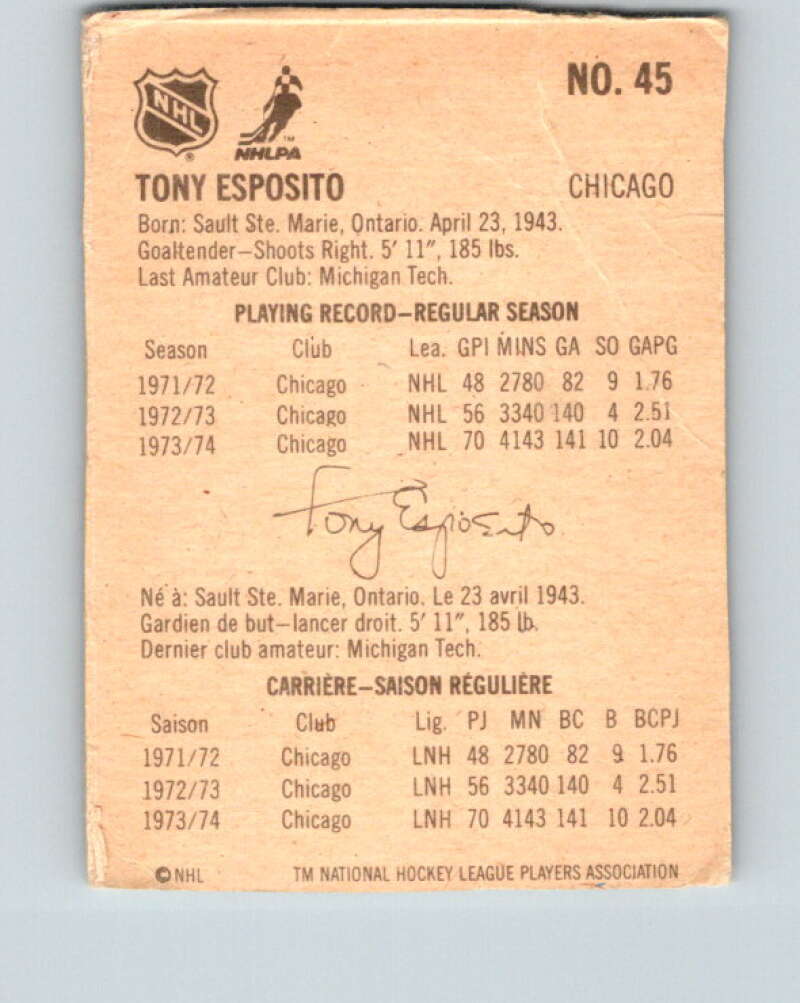 NHL
NHLPA
TM
NO. 45
TONY ESPOSITO CHICAGO
Born: Sault Ste. Marie, Ontario. April 23, 1943.
Goaltender–Shoots Right. 5′ 11″, 185 lbs.
Last Amateur Club: Michigan Tech.
PLAYING RECORD–REGULAR SEASON
Season Club Lea. GPI MINS GA SO GAPG
1971/72 Chicago NHL 48 2780 82 9 1.76
1972/73 Chicago NHL 56 3340 140 4 2.51
1973/74 Chicago NHL 70 4143 141 10 2.04
Tony Esposito
Né à: Sault Ste. Marie, Ontario. Le 23 avril 1943.
Gardien de but–lancer droit. 5′ 11″, 185 lb.
Dernier club amateur: Michigan Tech.
CARRIÈRE–SAISON RÉGULIÈRE
Saison Club Lig. PJ MN BC B BCPJ
1971/72 Chicago LNH 48 2780 82 9 1.76
1972/73 Chicago LNH 56 3340 140 4 2.51
1973/74 Chicago LNH 70 4143 141 10 2.04
© NHL TM NATIONAL HOCKEY LEAGUE PLAYERS ASSOCIATION